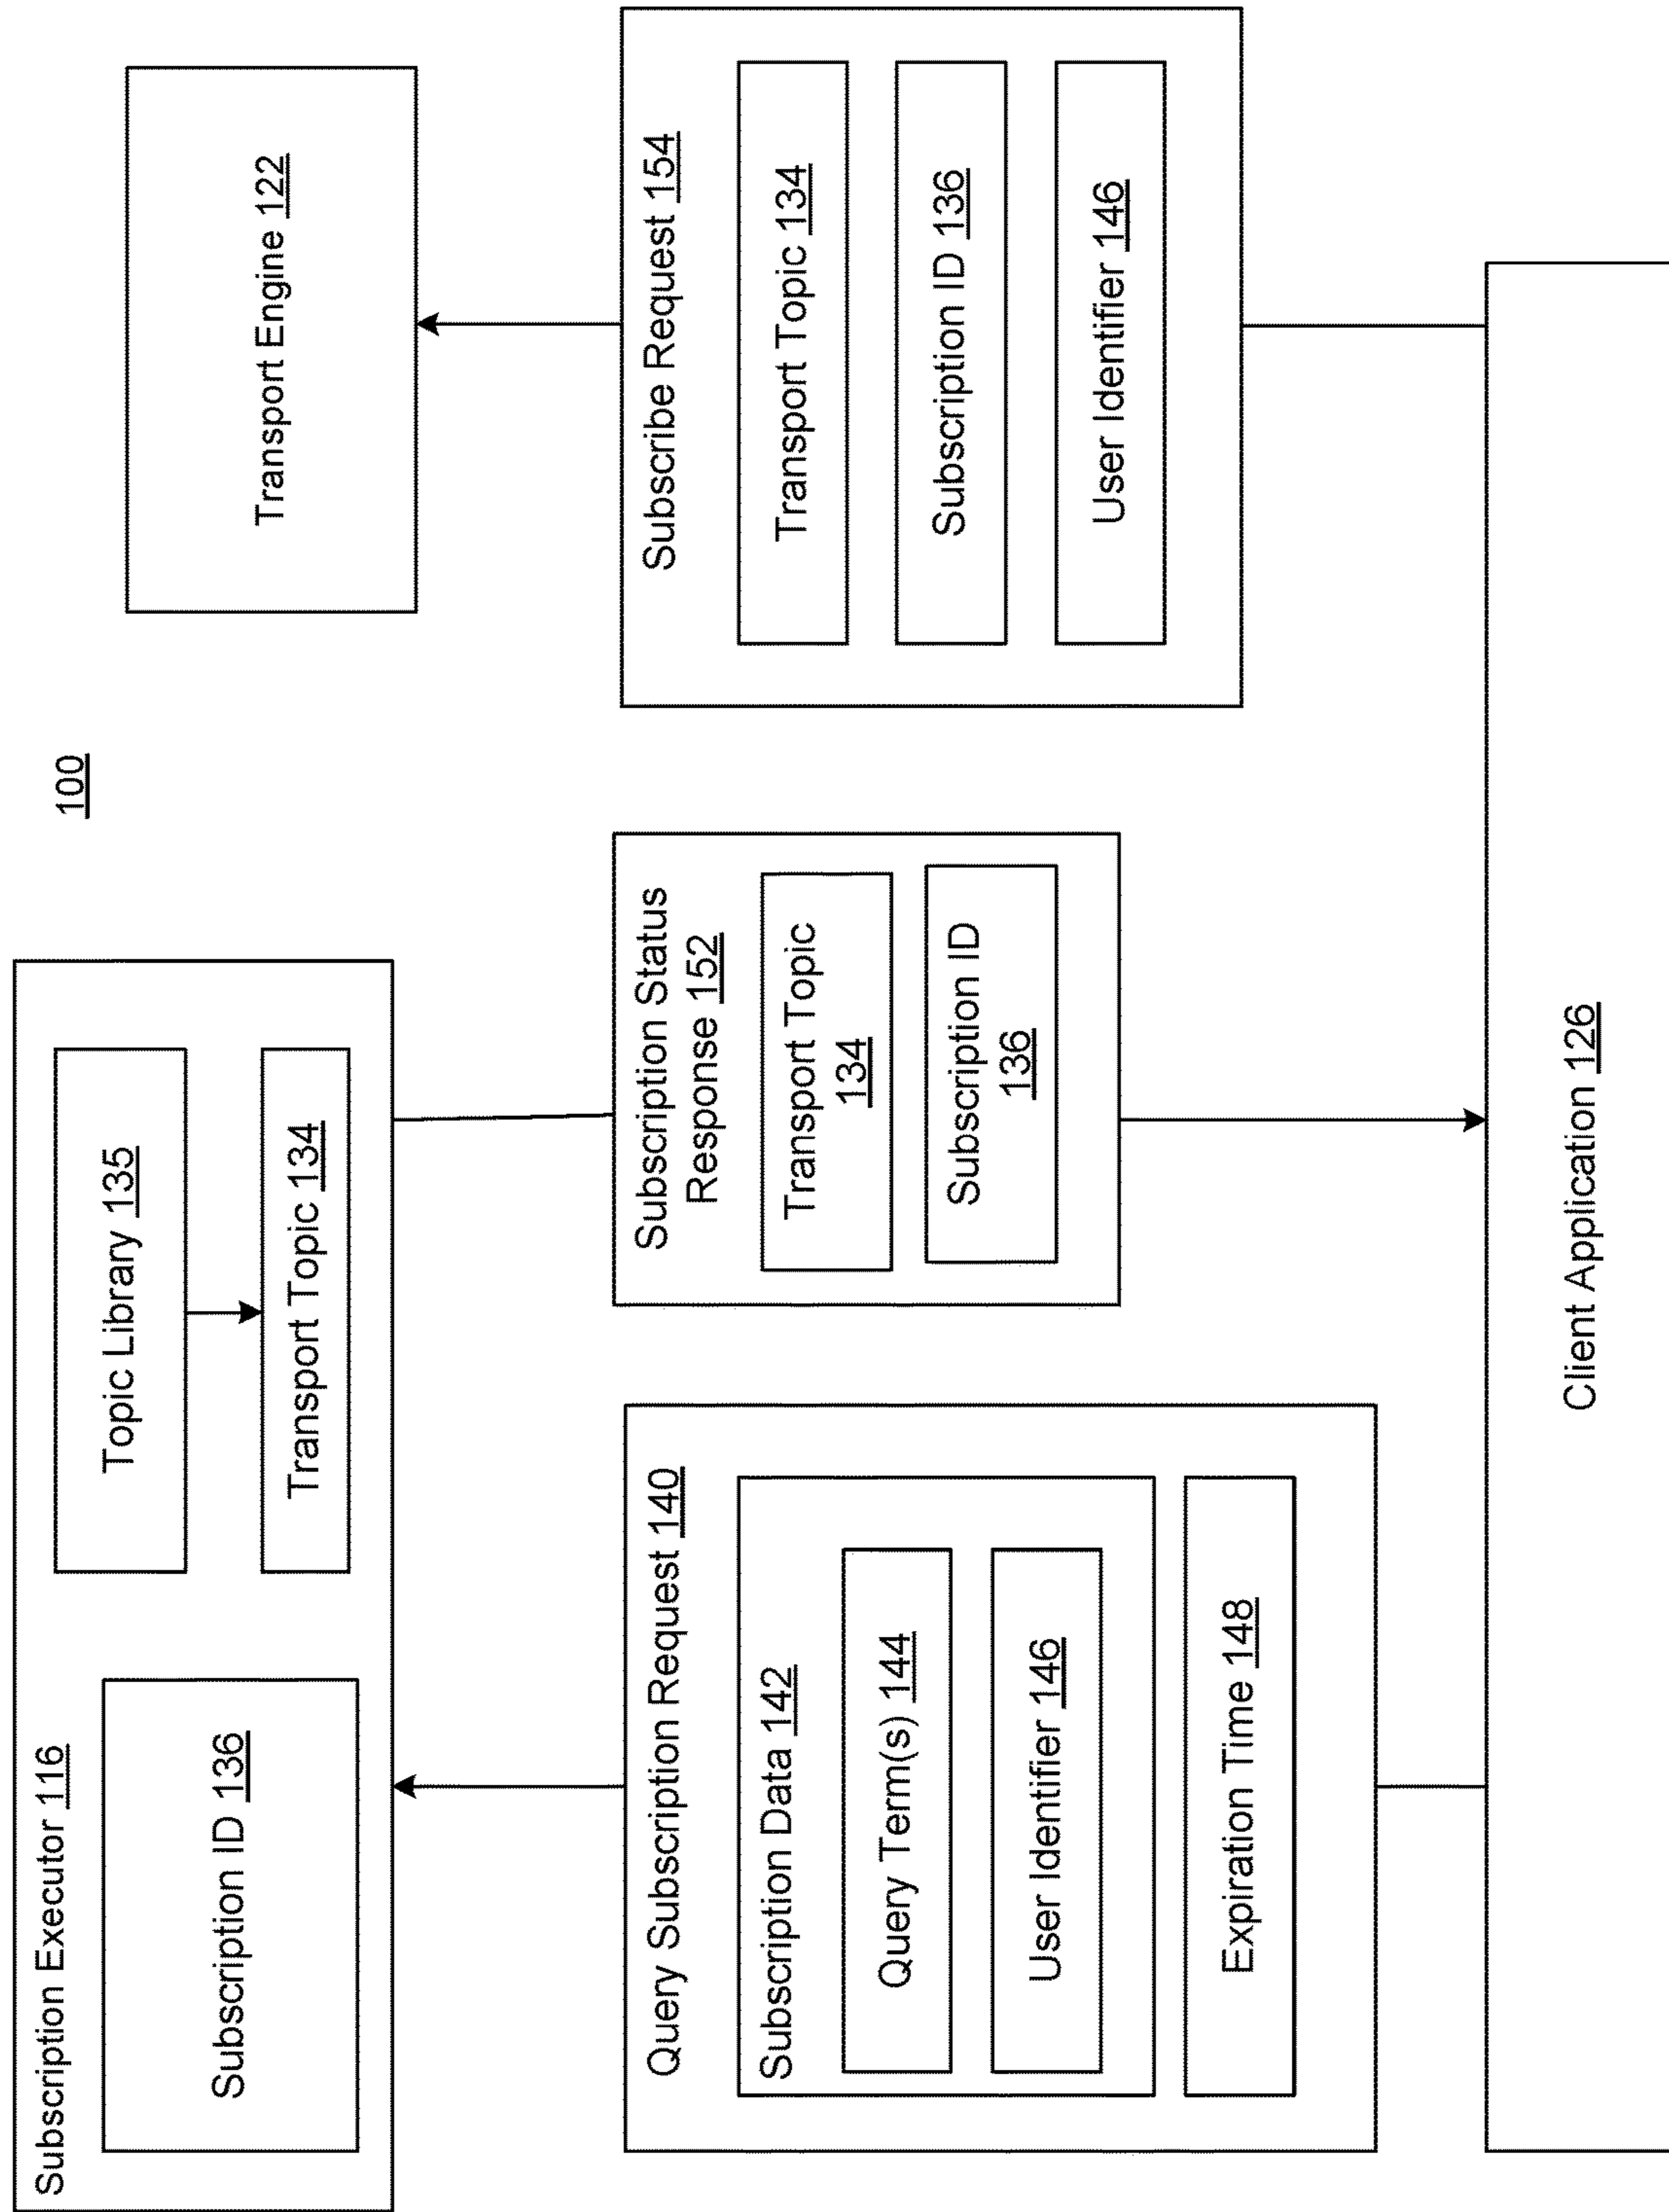 100
Subscription Executor 116
Subscription ID 136
Topic Library 135
Transport Topic 134
Transport Engine 122
Query Subscription Request 140
Subscription Data 142
Query Term(s) 144
User Identifier 146
Expiration Time 148
Subscription Status
Response 152
Transport Topic
134
Subscription ID
136
Subscribe Request 154
Transport Topic 134
Subscription ID 136
User Identifier 146
Client Application 126